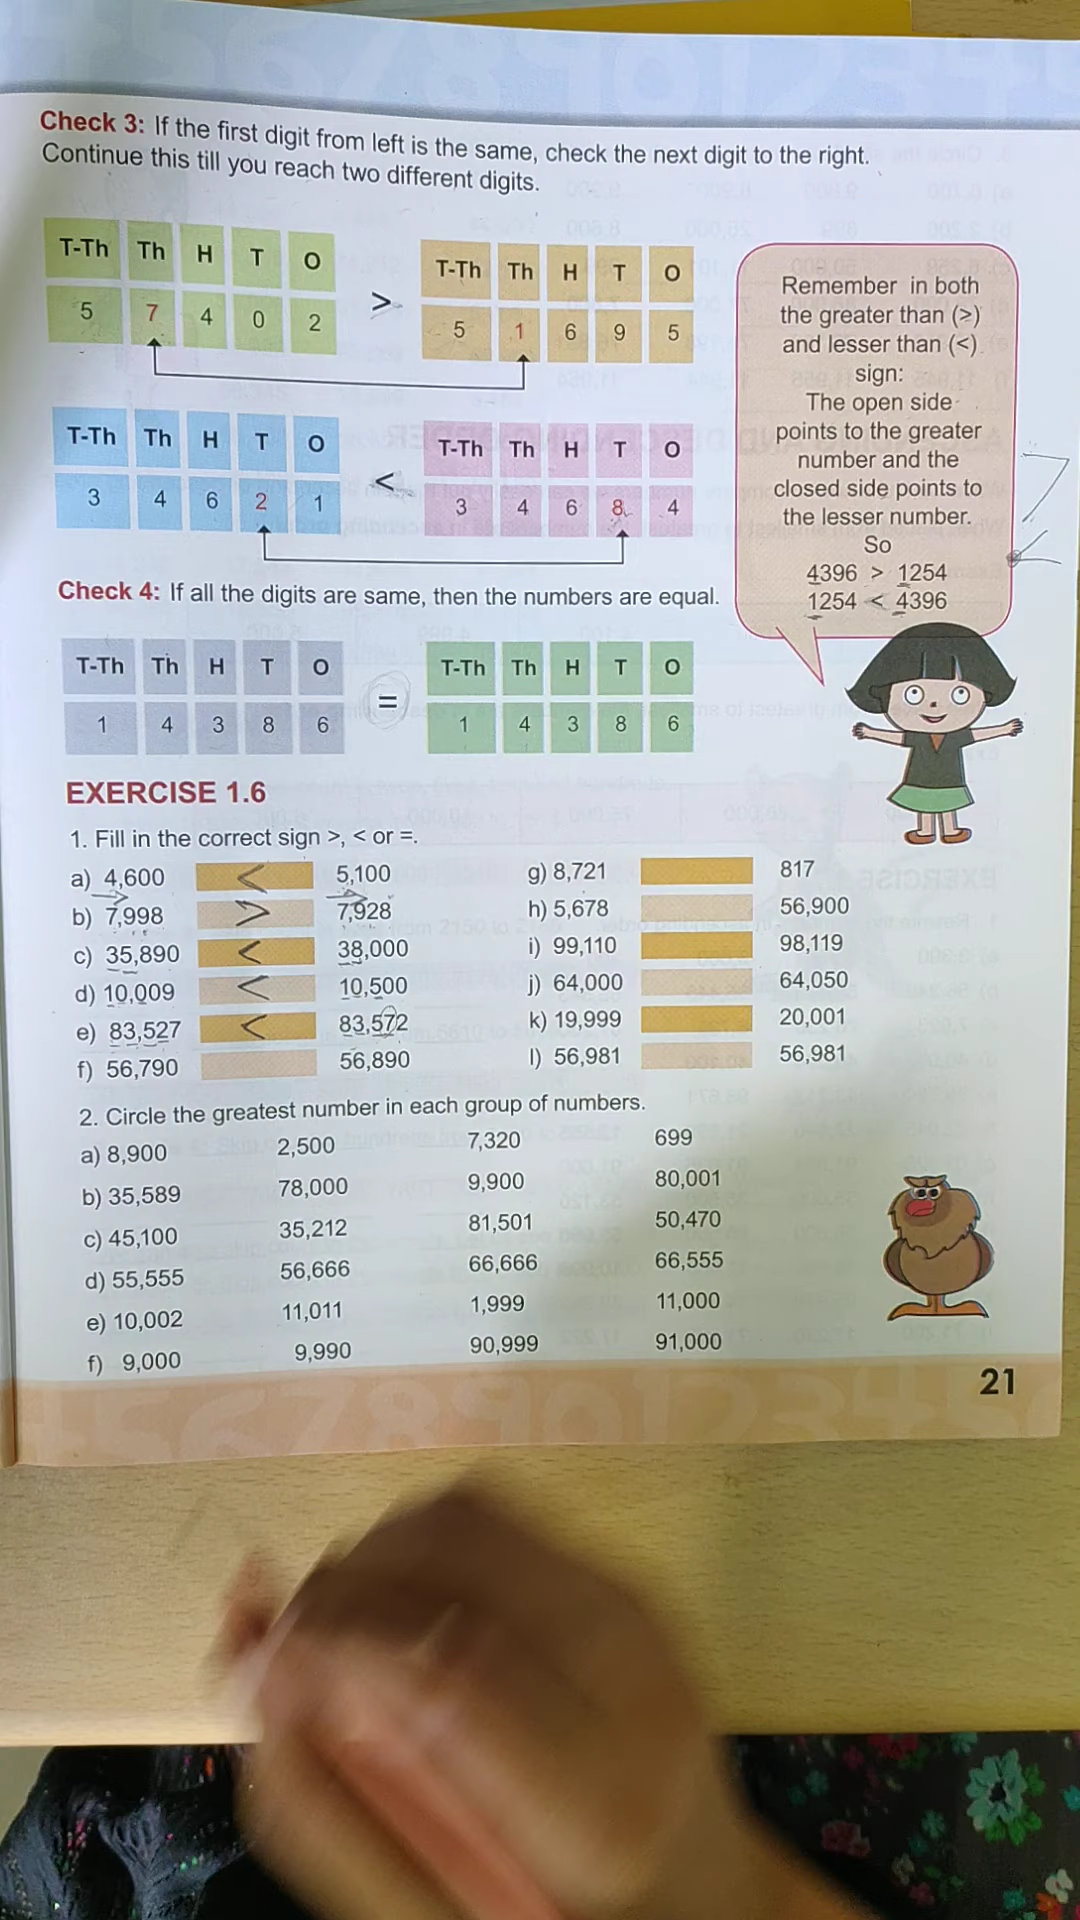 Check 3: If the first digit from left is the same, check the next digit to the right.
Continue this till you reach two different digits.
T-Th Th H T O
5 7 4 0 2
>
T-Th Th H T O
5 1 6 9 5
T-Th Th H T O
3 4 6 2 1
<
T-Th Th H T O
3 4 6 8 4
Remember in both
the greater than (>)
and lesser than (<)
sign:
The open side
points to the greater
number and the
closed side points to
the lesser number.
So
4396 > 1254
1254 < 4396
Check 4: If all the digits are same, then the numbers are equal.
T-Th Th H T O
1 4 3 8 6
=
T-Th Th H T O
1 4 3 8 6
EXERCISE 1.6
1. Fill in the correct sign >, < or =.
a) 4,600 < 5,100 g) 8,721 817
b) 7,998 > 7,928 h) 5,678 56,900
c) 35,890 < 38,000 i) 99,110 98,119
d) 10,009 < 10,500 j) 64,000 64,050
e) 83,527 < 83,572 k) 19,999 20,001
f) 56,790 56,890 l) 56,981 56,981
2. Circle the greatest number in each group of numbers.
a) 8,900 2,500 7,320 699
b) 35,589 78,000 9,900 80,001
c) 45,100 35,212 81,501 50,470
d) 55,555 56,666 66,666 66,555
e) 10,002 11,011 1,999 11,000
f) 9,000 9,990 90,999 91,000
21